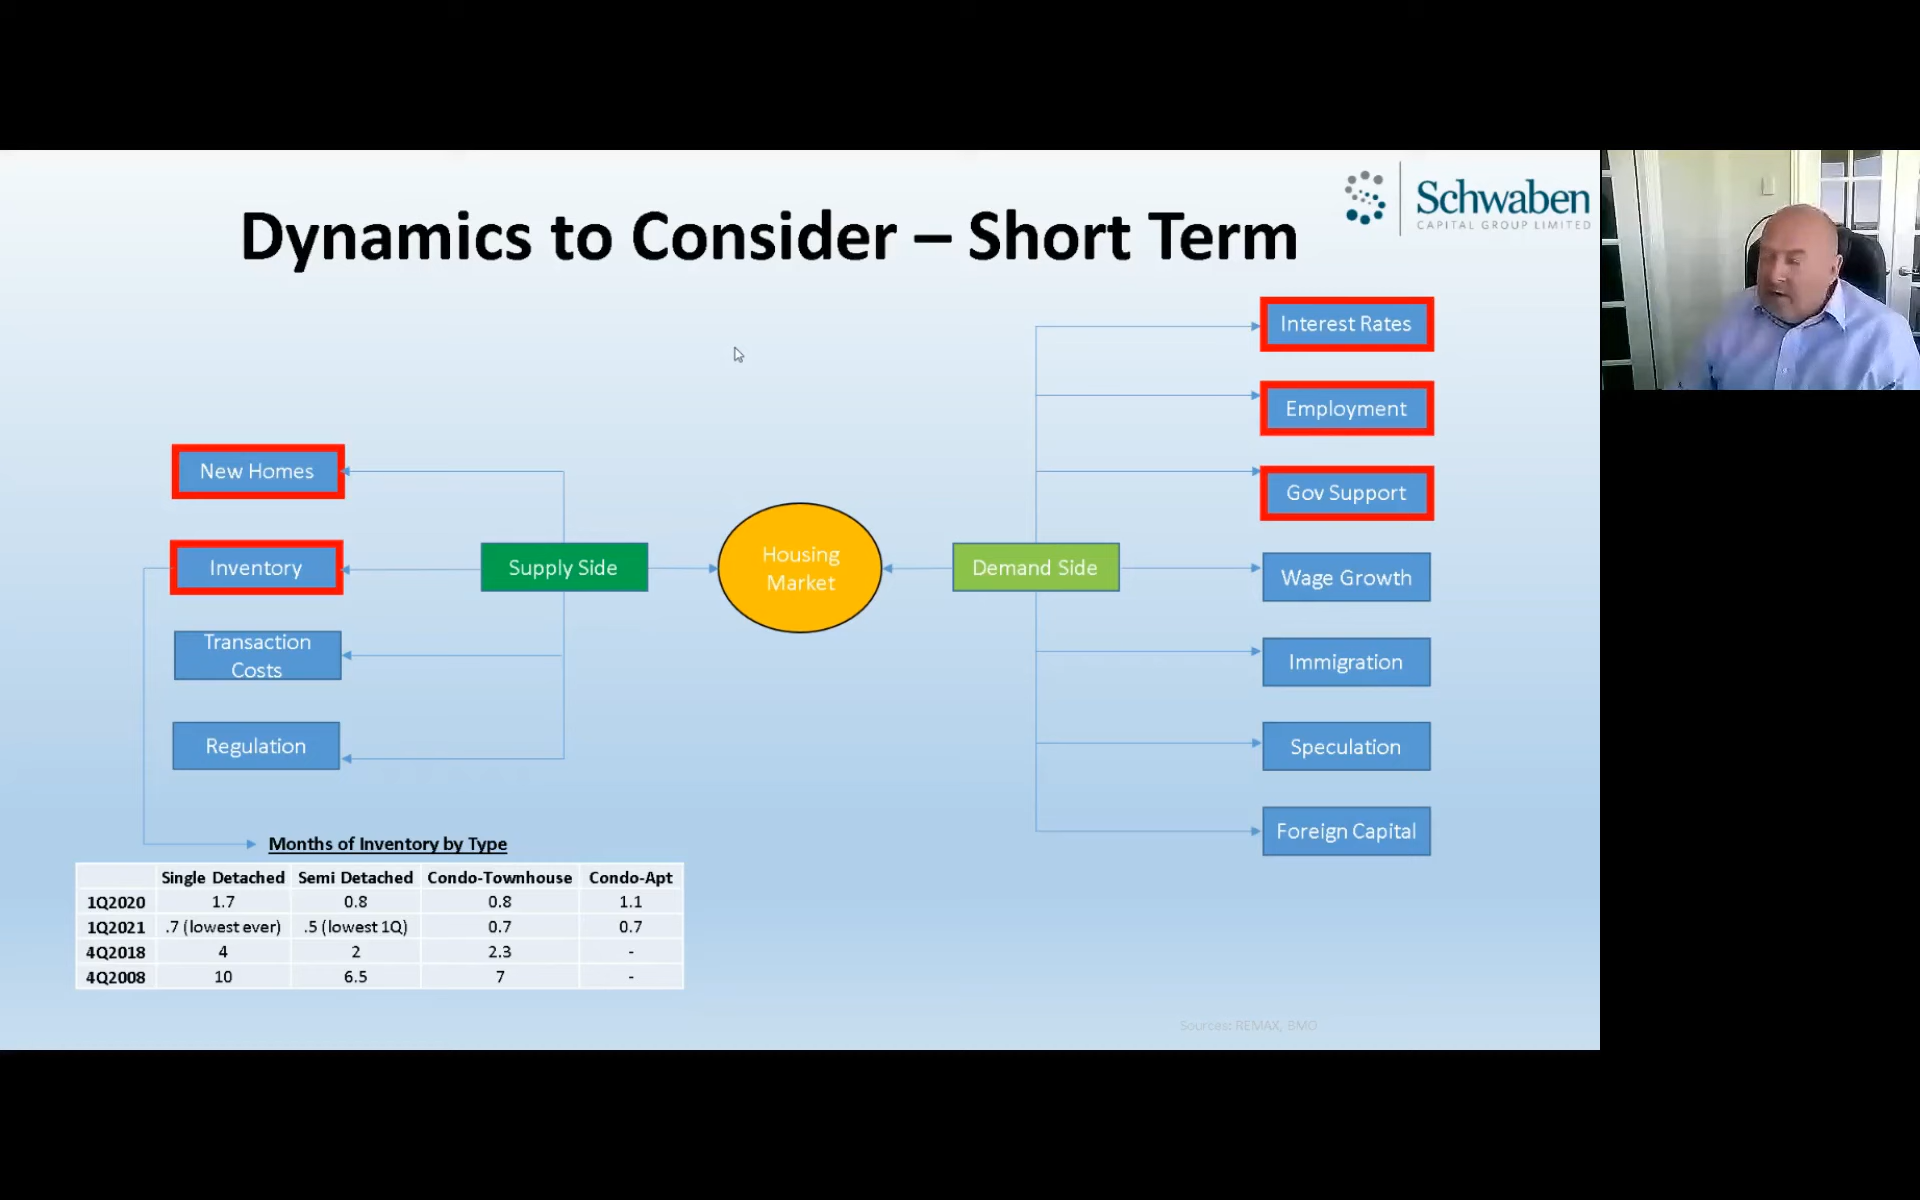 Dynamics to Consider – Short Term
Schwaben
CAPITAL GROUP LIMITED
Interest Rates
Employment
New Homes
Gov Support
Housing
Market
Inventory
Supply Side
Demand Side
Wage Growth
Transaction
Costs
Immigration
Regulation
Speculation
Foreign Capital
Months of Inventory by Type
Single Detached Semi Detached Condo-Townhouse Condo-Apt
1Q2020 1.7 0.8 0.8 1.1
1Q2021 .7 (lowest ever) .5 (lowest 1Q) 0.7 0.7
4Q2018 4 2 2.3 -
4Q2008 10 6.5 7 -
Sources: REMAX, BMO